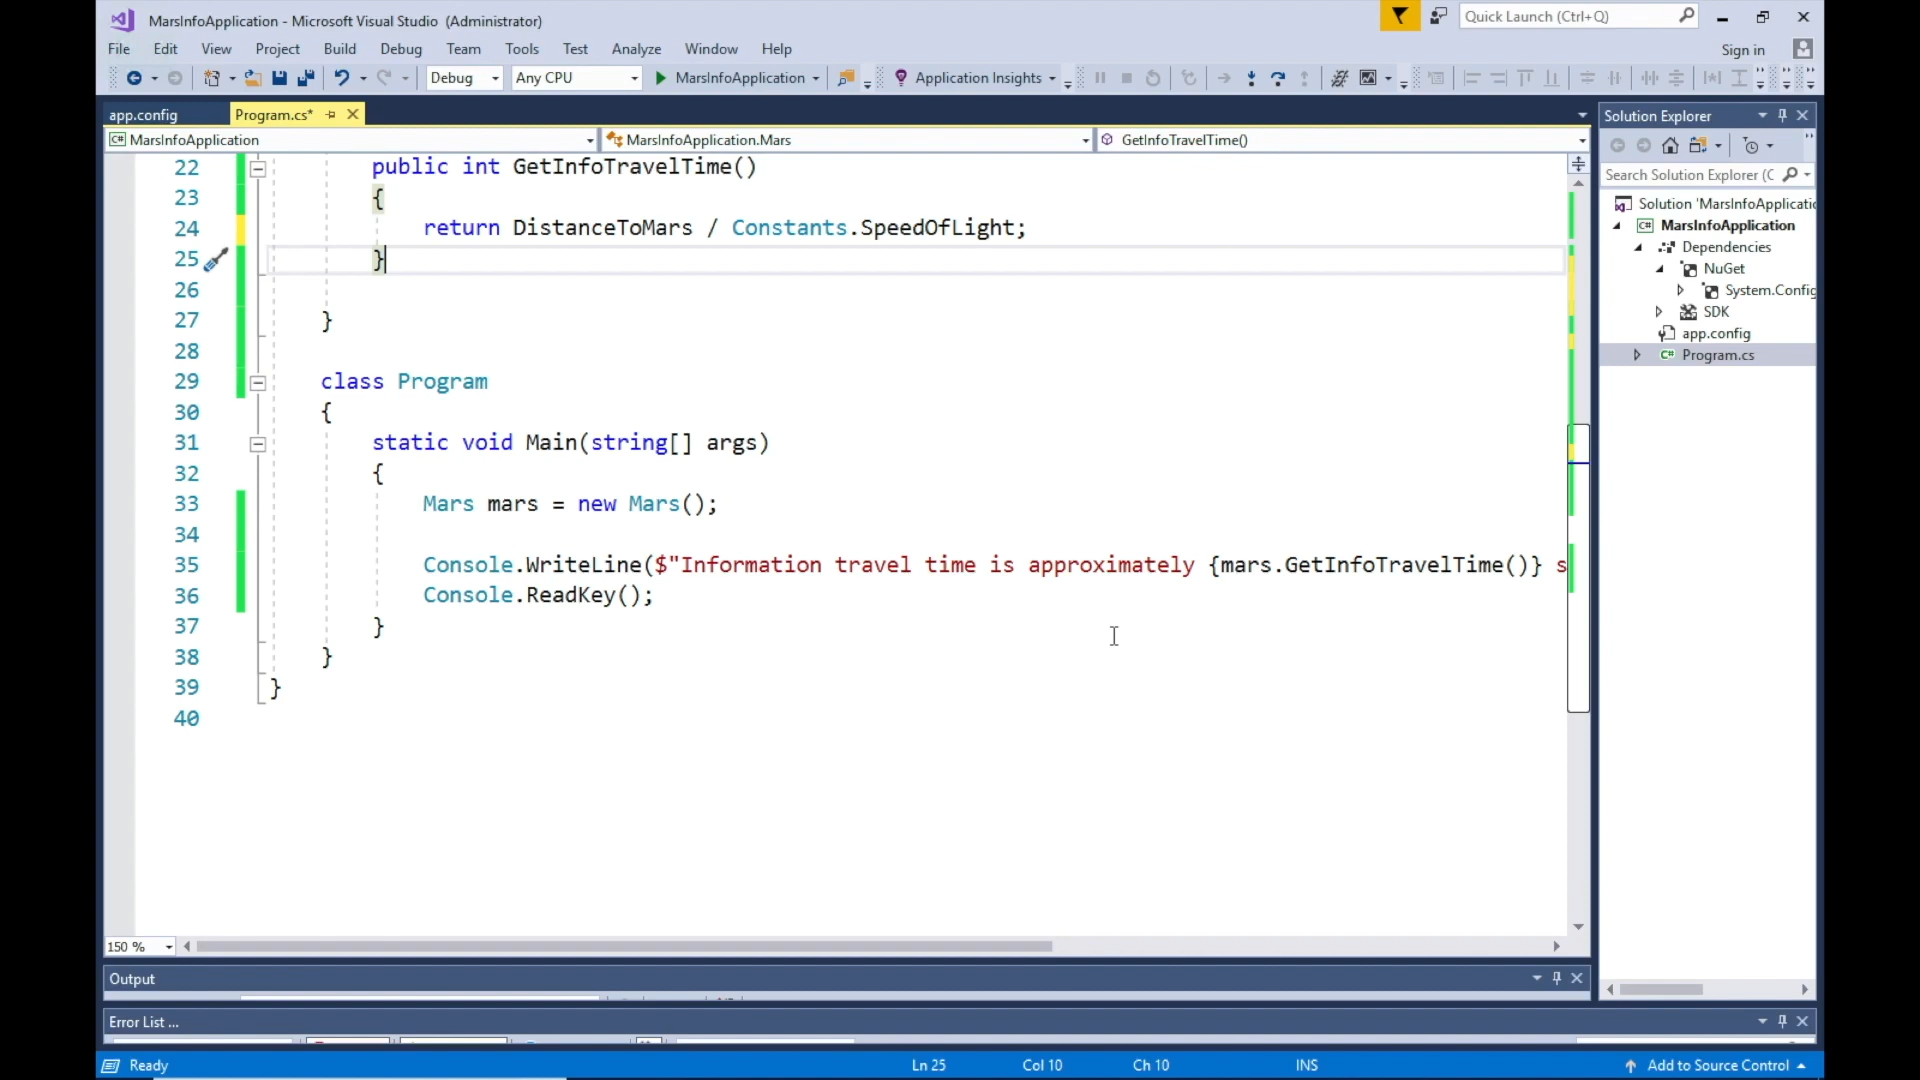 MarsInfoApplication - Microsoft Visual Studio (Administrator)
Quick Launch (Ctrl+Q)
File Edit View Project Build Debug Team Tools Test Analyze Window Help
Sign in
Debug Any CPU MarsInfoApplication Application Insights
app.config Program.cs*
MarsInfoApplication MarsInfoApplication.Mars GetInfoTravelTime()
22 public int GetInfoTravelTime()
23 {
24 return DistanceToMars / Constants.SpeedOfLight;
25 }
26
27 }
28
29 class Program
30 {
31 static void Main(string[] args)
32 {
33 Mars mars = new Mars();
34
35 Console.WriteLine($"Information travel time is approximately {mars.GetInfoTravelTime()} s
36 Console.ReadKey();
37 }
38 }
39 }
40
150 %
Solution Explorer
Search Solution Explorer (C
Solution 'MarsInfoApplicatio
C# MarsInfoApplication
Dependencies
NuGet
System.Config
SDK
app.config
C# Program.cs
Output
Error List ...
Ready Ln 25 Col 10 Ch 10 INS Add to Source Control